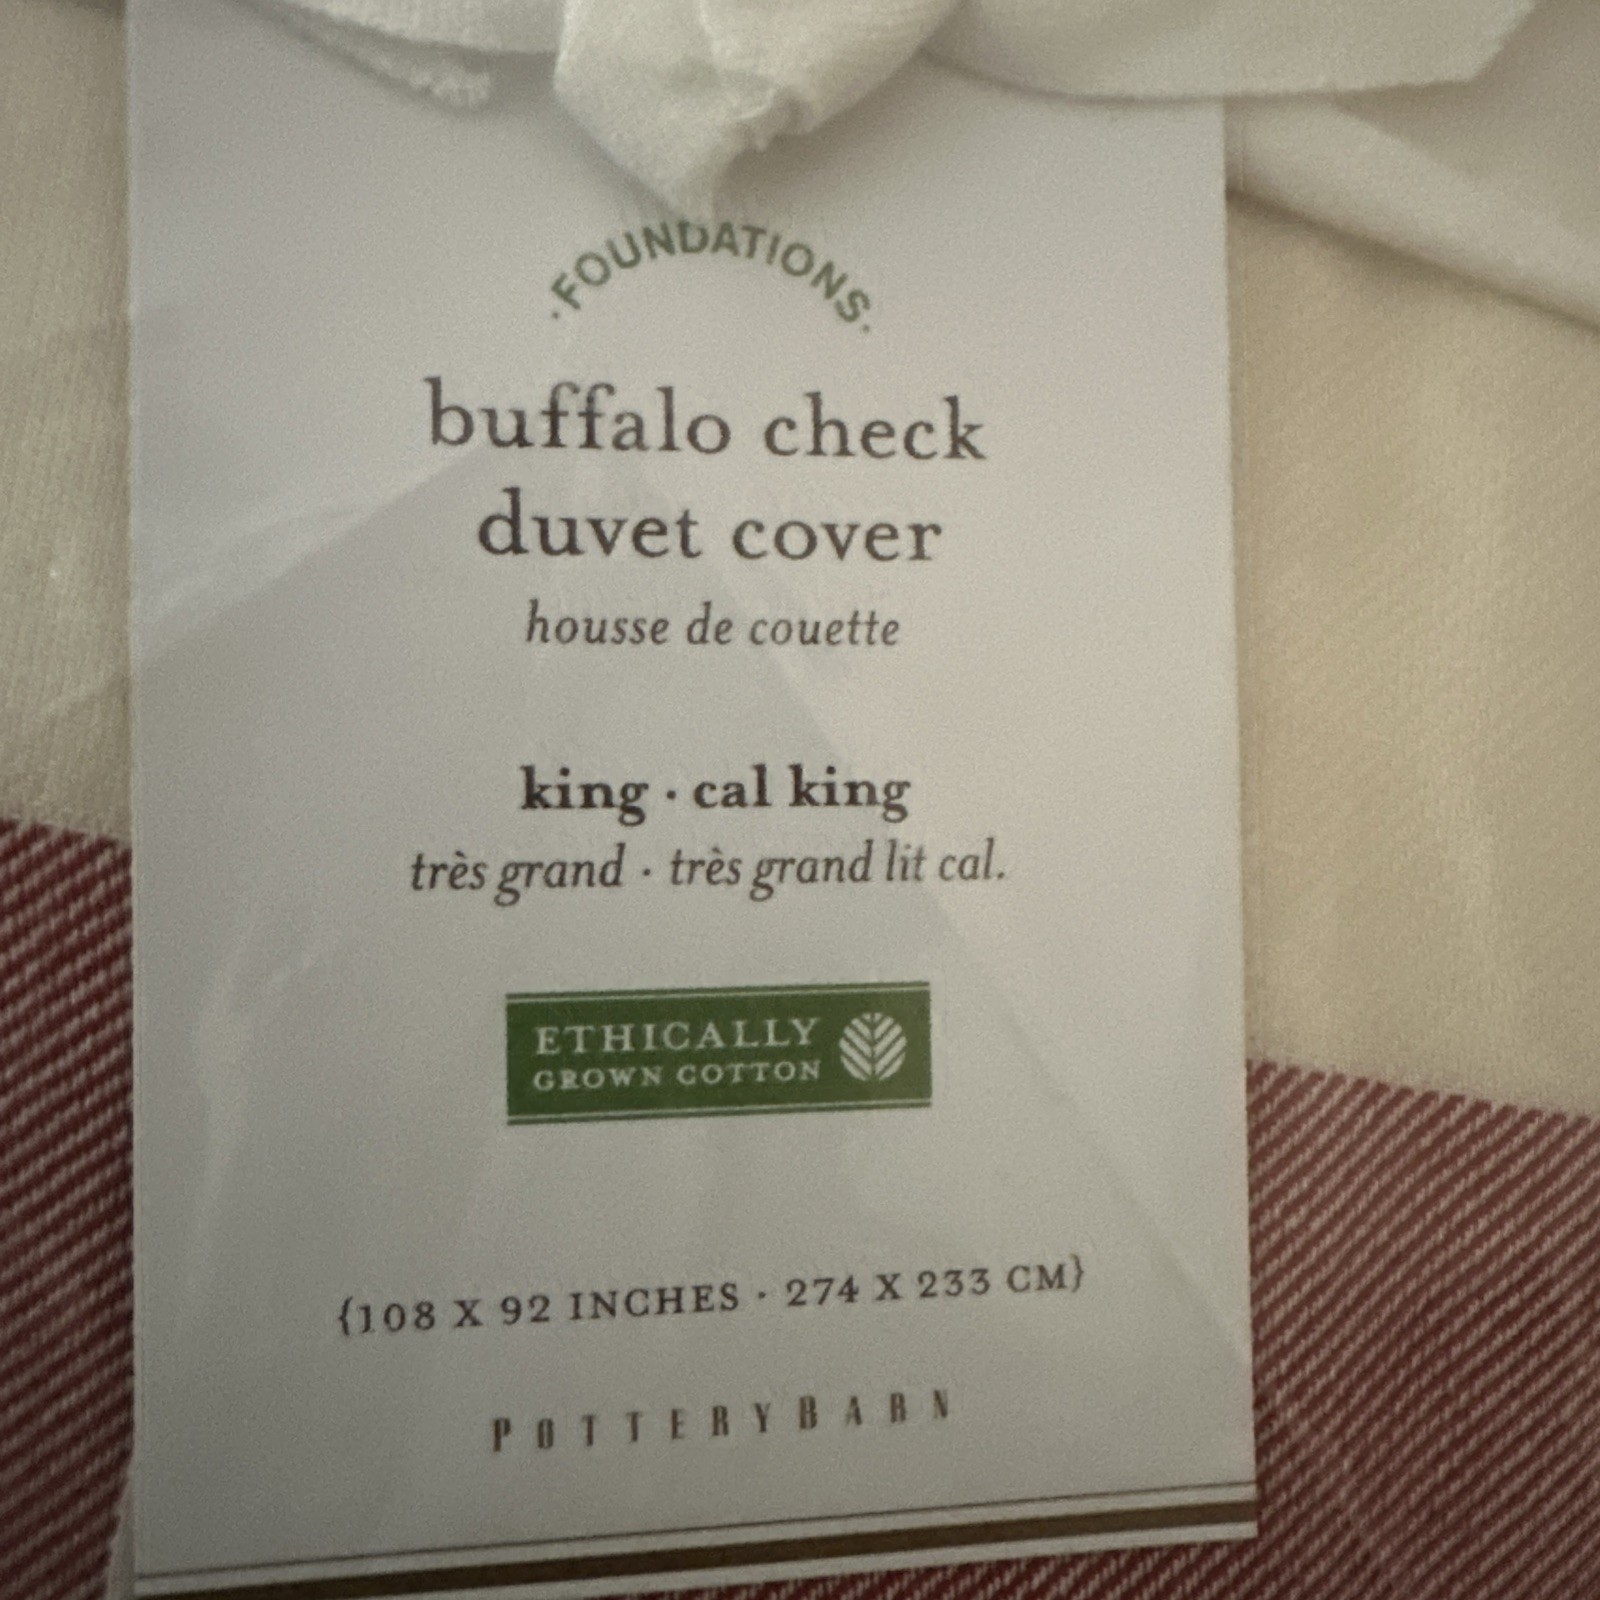 ·FOUNDATIONS·
buffalo check
duvet cover
housse de couette
king · cal king
très grand · très grand lit cal.
ETHICALLY
GROWN COTTON
{108 X 92 INCHES · 274 X 233 CM}
POTTERYBARN